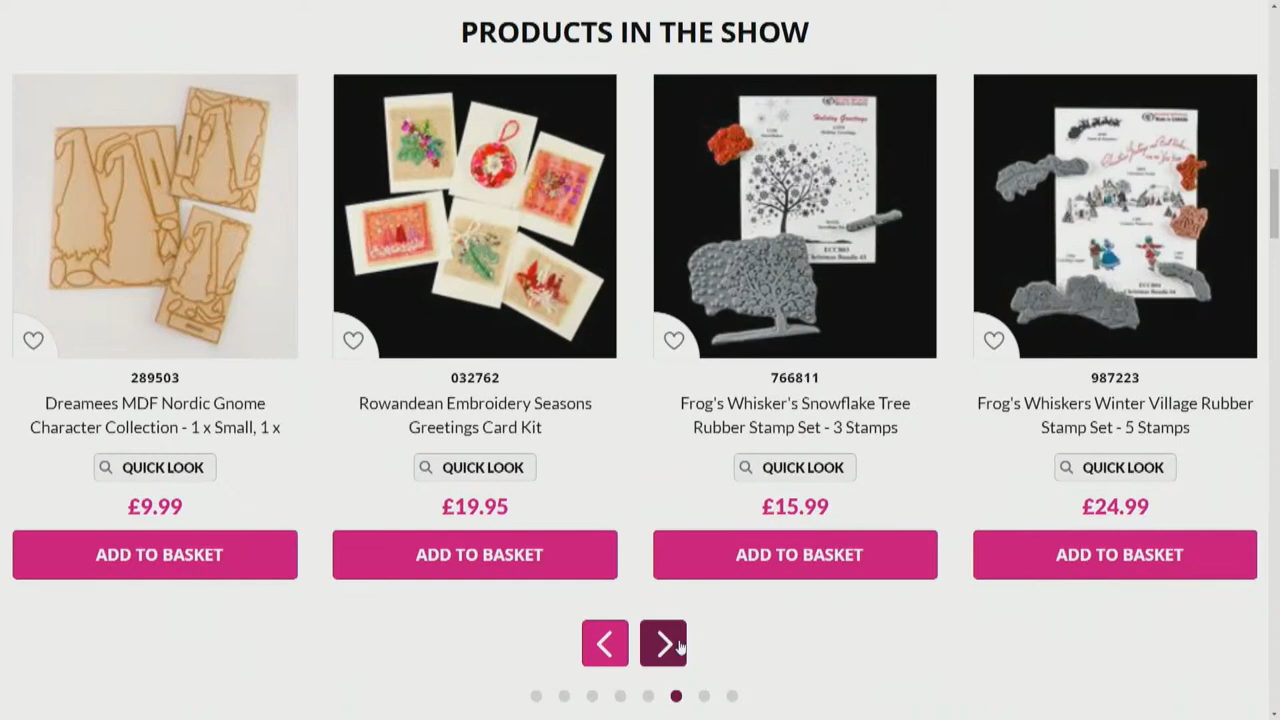 PRODUCTS IN THE SHOW
Holiday Greetings
289503
032762
766811
987223
Dreamees MDF Nordic Gnome
Character Collection - 1 x Small, 1 x
Rowandean Embroidery Seasons
Greetings Card Kit
Frog's Whisker's Snowflake Tree
Rubber Stamp Set - 3 Stamps
Frog's Whiskers Winter Village Rubber
Stamp Set - 5 Stamps
QUICK LOOK
QUICK LOOK
QUICK LOOK
QUICK LOOK
£9.99
£19.95
£15.99
£24.99
ADD TO BASKET
ADD TO BASKET
ADD TO BASKET
ADD TO BASKET